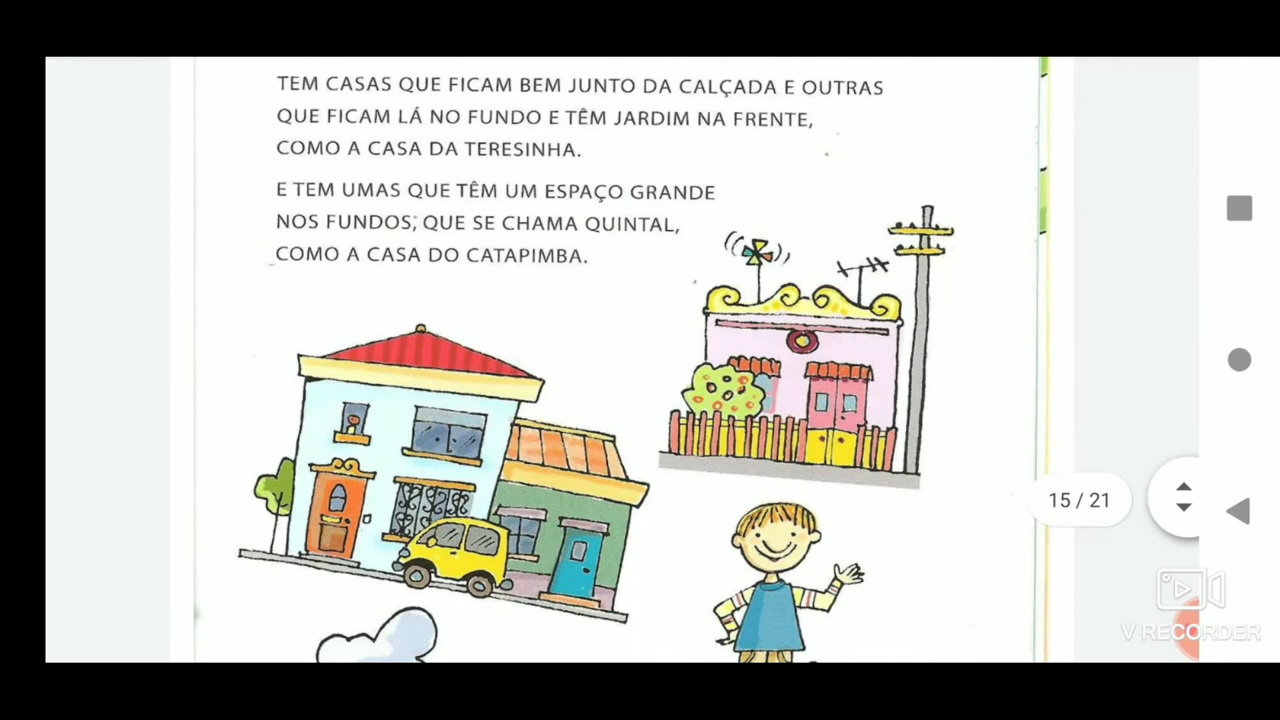 TEM CASAS QUE FICAM BEM JUNTO DA CALÇADA E OUTRAS
QUE FICAM LÁ NO FUNDO E TÊM JARDIM NA FRENTE,
COMO A CASA DA TERESINHA.
E TEM UMAS QUE TÊM UM ESPAÇO GRANDE
NOS FUNDOS, QUE SE CHAMA QUINTAL,
COMO A CASA DO CATAPIMBA.
15 / 21
V RECORDER